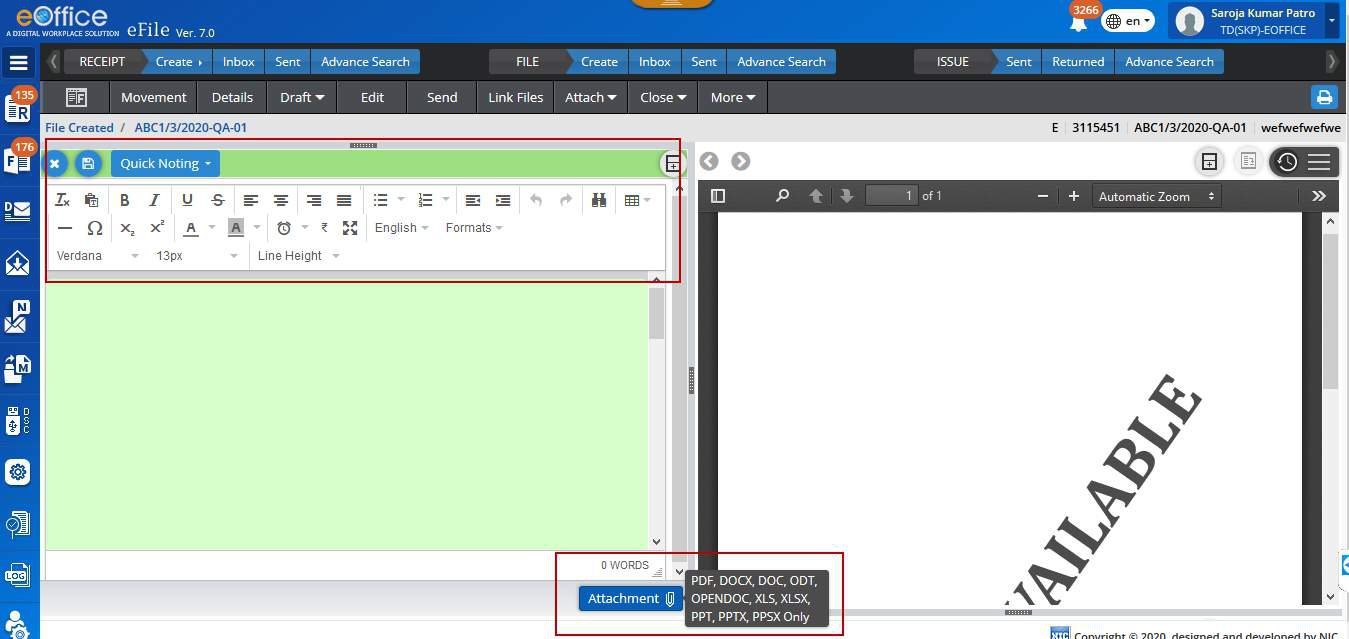 eOffice
A DIGITAL WORKPLACE SOLUTION
eFile Ver. 7.0
3266
en
Saroja Kumar Patro
TD(SKP)-EOFFICE
RECEIPT Create Inbox Sent Advance Search FILE Create Inbox Sent Advance Search ISSUE Sent Returned Advance Search
135
R
F
Movement Details Draft Edit Send Link Files Attach Close More
File Created / ABC1/3/2020-QA-01
E 3115451 ABC1/3/2020-QA-01 wefwefwefwe
176
F
Quick Noting
1 of 1
Automatic Zoom
D
English Formats
Verdana 13px Line Height
N
M
DSC
LOG
VAILABLE
0 WORDS
Attachment
PDF, DOCX, DOC, ODT,
OPENDOC, XLS, XLSX,
PPT, PPTX, PPSX Only
NIC Copyright © 2020, designed and developed by NIC